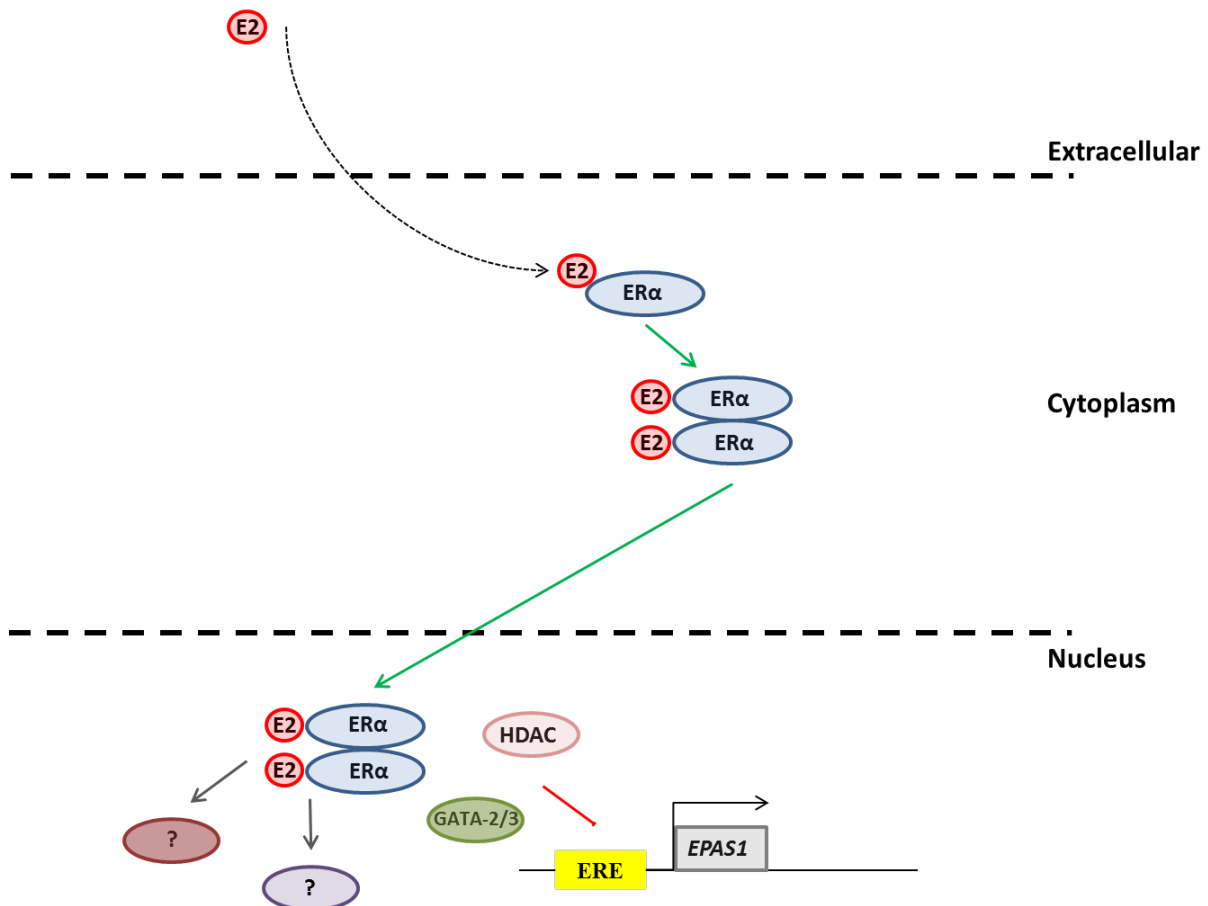 E2
Extracellular
E2
ERα
E2
ERα
Cytoplasm
E2
ERα
Nucleus
E2
ERα
HDAC
E2
ERα
GATA-2/3
?
EPAS1
ERE
?